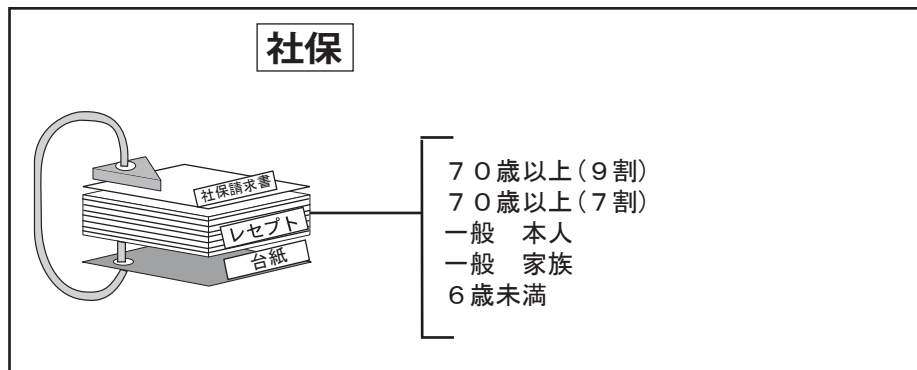 社保
社保請求書
レセプト
台紙
７０歳以上（９割）
７０歳以上（７割）
一般　本人
一般　家族
６歳未満